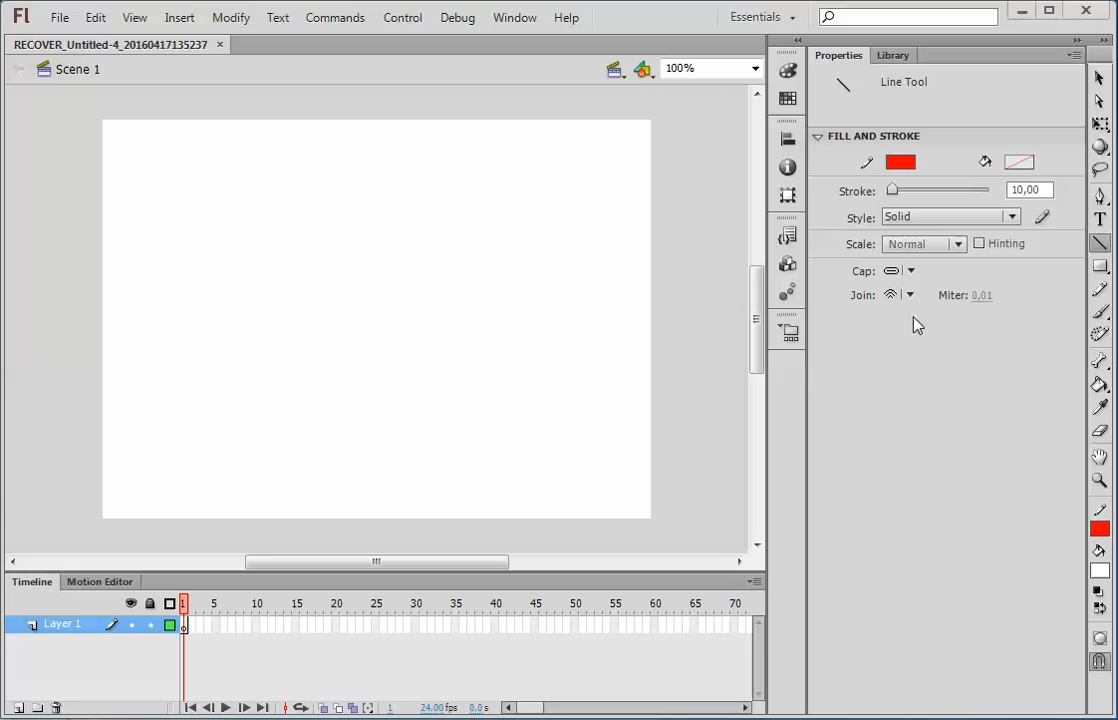 Fl File Edit View Insert Modify Text Commands Control Debug Window Help Essentials
RECOVER_Untitled-4_20160417135237 ×
Scene 1 100%
Properties Library
Line Tool
FILL AND STROKE
Stroke: 10,00
Style: Solid
Scale: Normal Hinting
Cap:
Join: Miter: 0,01
T
Timeline Motion Editor
1 5 10 15 20 25 30 35 40 45 50 55 60 65 70
Layer 1
1 24.00 fps 0.0 s